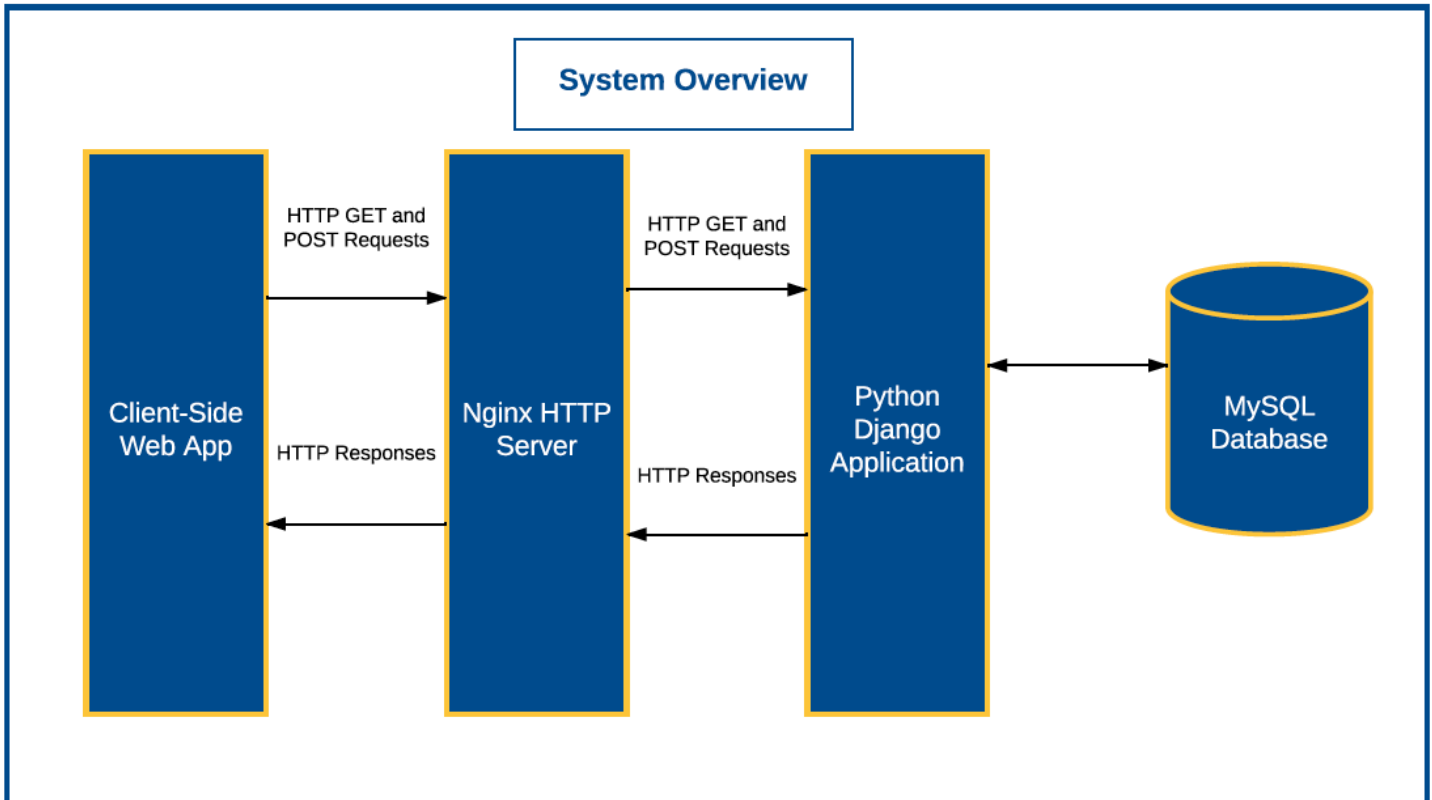 System Overview
HTTP GET and
POST Requests
HTTP GET and
POST Requests
Client-Side
Web App
HTTP Responses
Nginx HTTP
Server
HTTP Responses
Python
Django
Application
MySQL
Database